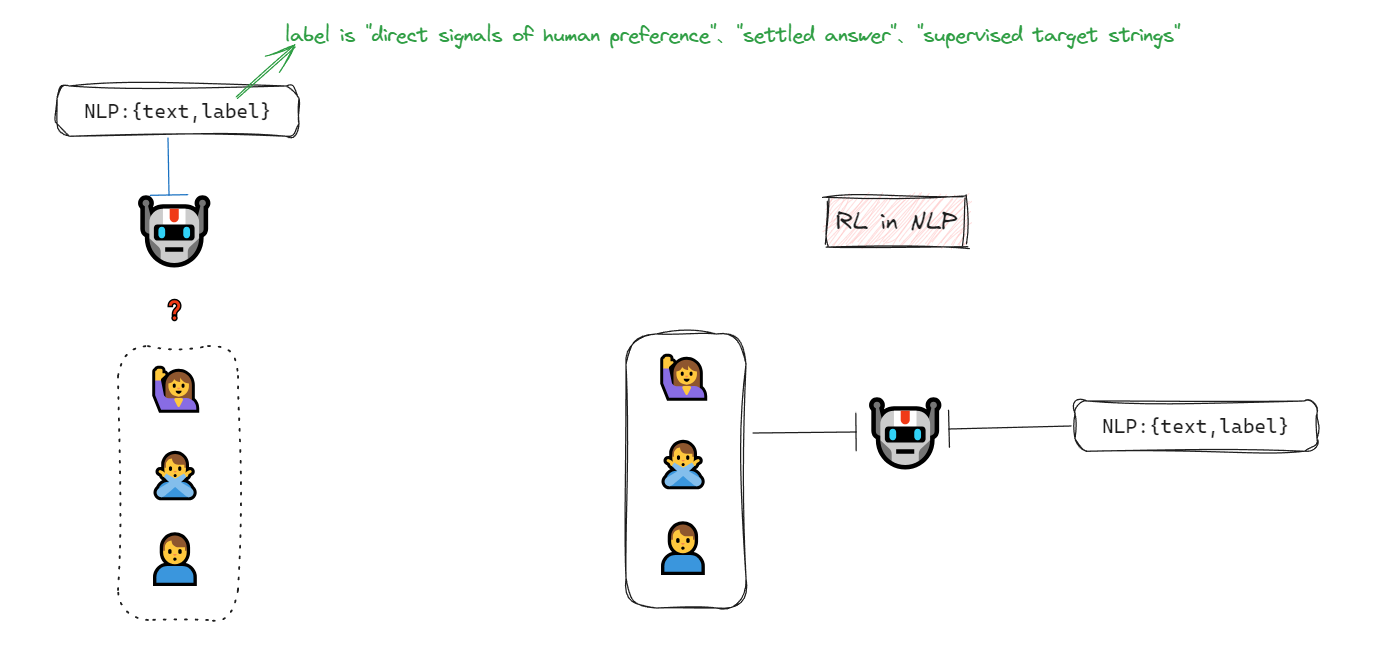 label is "direct signals of human preference"、"settled answer"、"supervised target strings"
NLP:{text,label}
RL in NLP
?
NLP:{text,label}